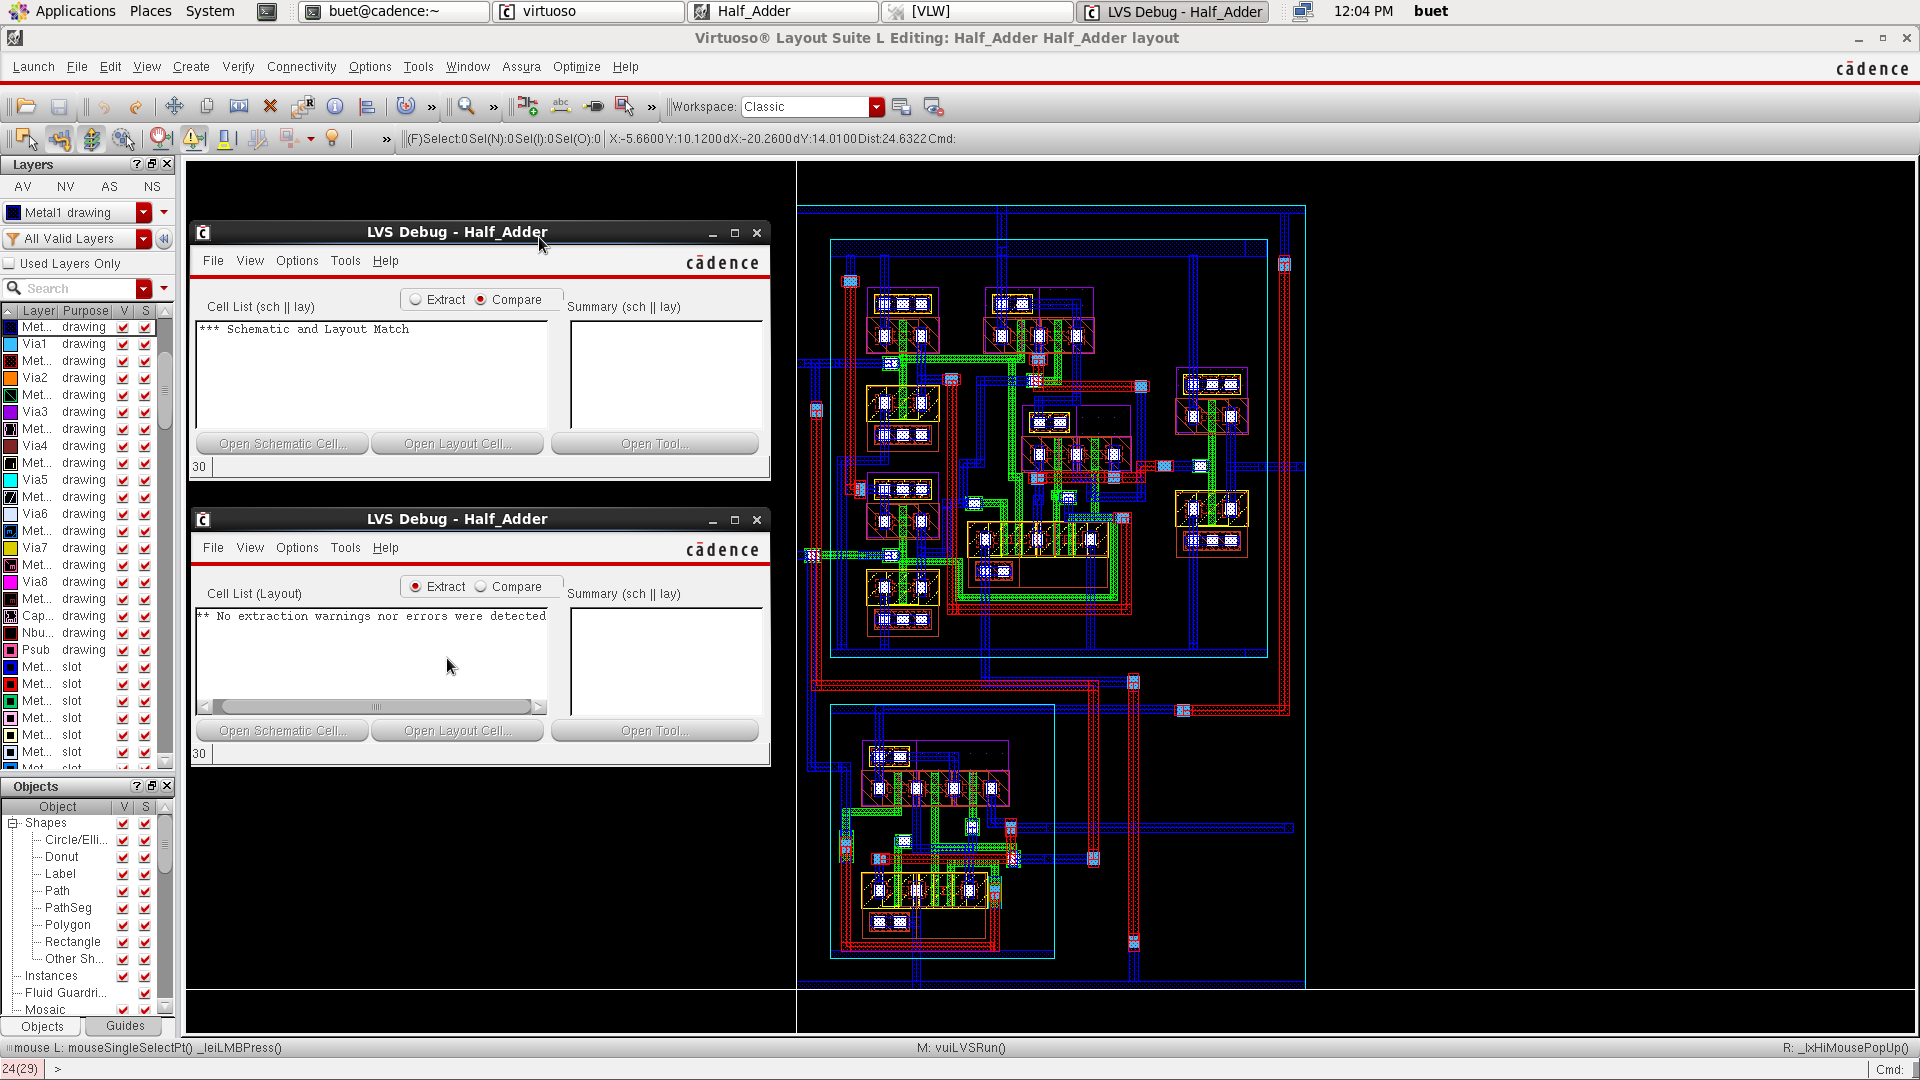 Applications Places System buet@cadence:~ virtuoso Half_Adder [VLW] LVS Debug - Half_Adder 12:04 PM buet
Virtuoso® Layout Suite L Editing: Half_Adder Half_Adder layout
Launch File Edit View Create Verify Connectivity Options Tools Window Assura Optimize Help cādence
» » abc » Workspace: Classic
» (F)Select:0 Sel(N):0 Sel(I):0 Sel(O):0 X:-5.6600 Y:10.1200 dX:-20.2600 dY:14.0100 Dist:24.6322 Cmd:
Layers
AV NV AS NS
Metal1 drawing
All Valid Layers
Used Layers Only
Search
Layer Purpose V S
Met... drawing
Via1 drawing
Met... drawing
Via2 drawing
Met... drawing
Via3 drawing
Met... drawing
Via4 drawing
Met... drawing
Via5 drawing
Met... drawing
Via6 drawing
Met... drawing
Via7 drawing
Met... drawing
Via8 drawing
Met... drawing
Cap... drawing
Nbu... drawing
Psub drawing
Met... slot
Met... slot
Met... slot
Met... slot
Met... slot
Met... slot
Met... slot
Objects
Object V S
Shapes
Circle/Elli...
Donut
Label
Path
PathSeg
Polygon
Rectangle
Other Sh...
Instances
Fluid Guardri...
Mosaic
Objects Guides
LVS Debug - Half_Adder
File View Options Tools Help cādence
Cell List (sch || lay) Extract Compare Summary (sch || lay)
*** Schematic and Layout Match
Open Schematic Cell... Open Layout Cell... Open Tool...
30
LVS Debug - Half_Adder
File View Options Tools Help cādence
Cell List (Layout) Extract Compare Summary (sch || lay)
** No extraction warnings nor errors were detected
Open Schematic Cell... Open Layout Cell... Open Tool...
30
mouse L: mouseSingleSelectPt() _leiLMBPress() M: vuiLVSRun() R: _lxHiMousePopUp()
24(29) > Cmd: